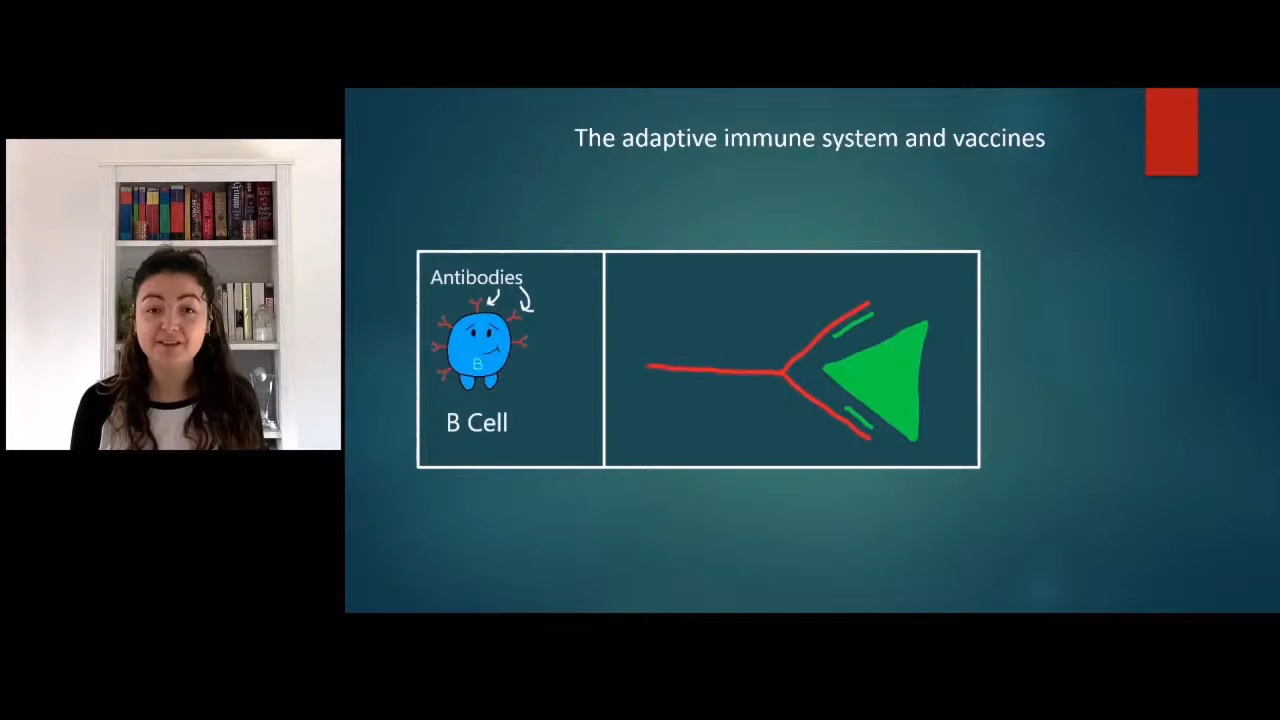 The adaptive immune system and vaccines
Antibodies
B
B Cell